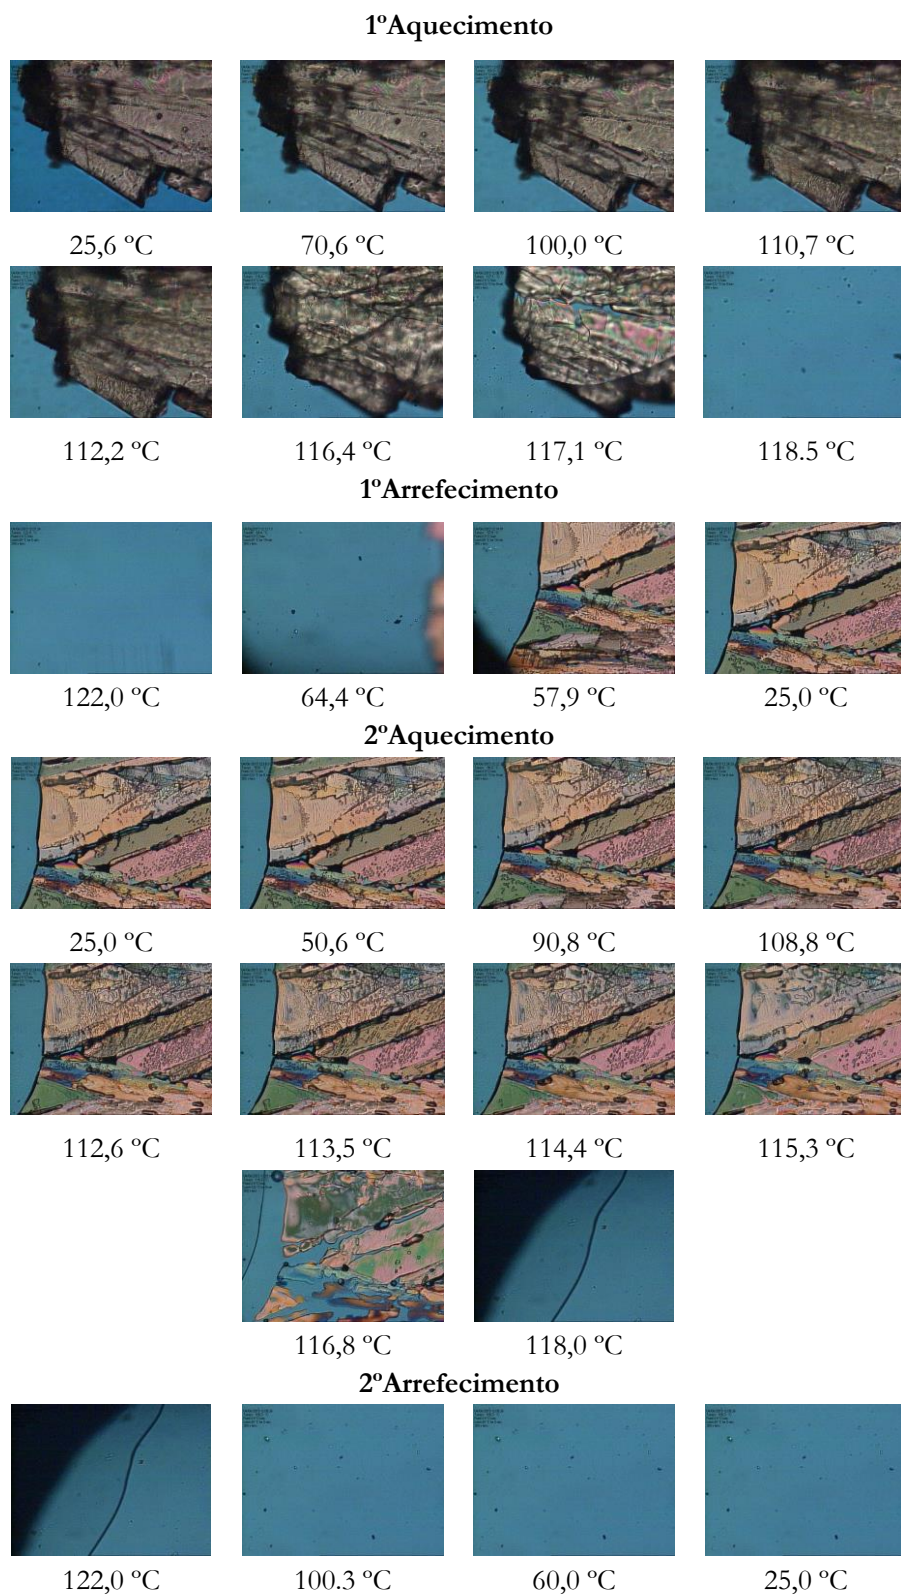 1ºAquecimento
25,6 ºC 70,6 ºC 100,0 ºC 110,7 ºC
112,2 ºC 116,4 ºC 117,1 ºC 118.5 ºC
1ºArrefecimento
122,0 ºC 64,4 ºC 57,9 ºC 25,0 ºC
2ºAquecimento
25,0 ºC 50,6 ºC 90,8 ºC 108,8 ºC
112,6 ºC 113,5 ºC 114,4 ºC 115,3 ºC
116,8 ºC 118,0 ºC
2ºArrefecimento
122,0 ºC 100.3 ºC 60,0 ºC 25,0 ºC